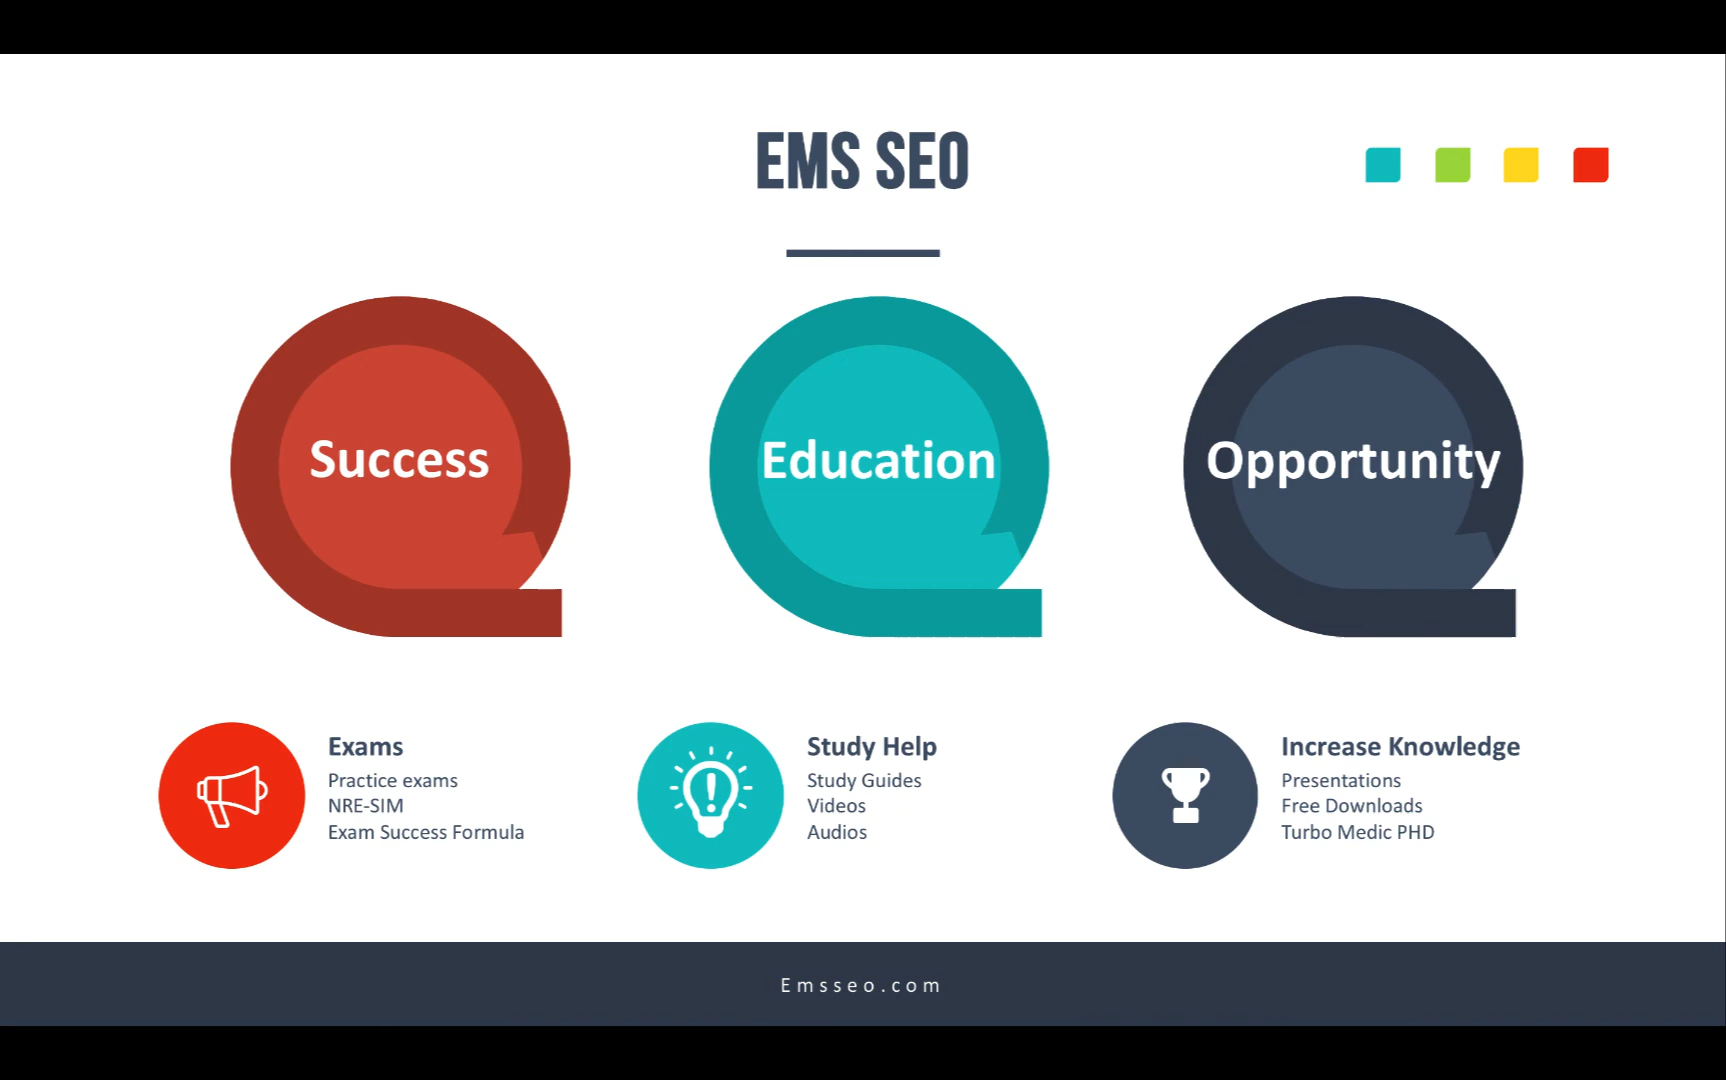 EMS SEO
Success
Education
Opportunity
Exams
Practice exams
NRE-SIM
Exam Success Formula
Study Help
Study Guides
Videos
Audios
Increase Knowledge
Presentations
Free Downloads
Turbo Medic PHD
Emsseo.com